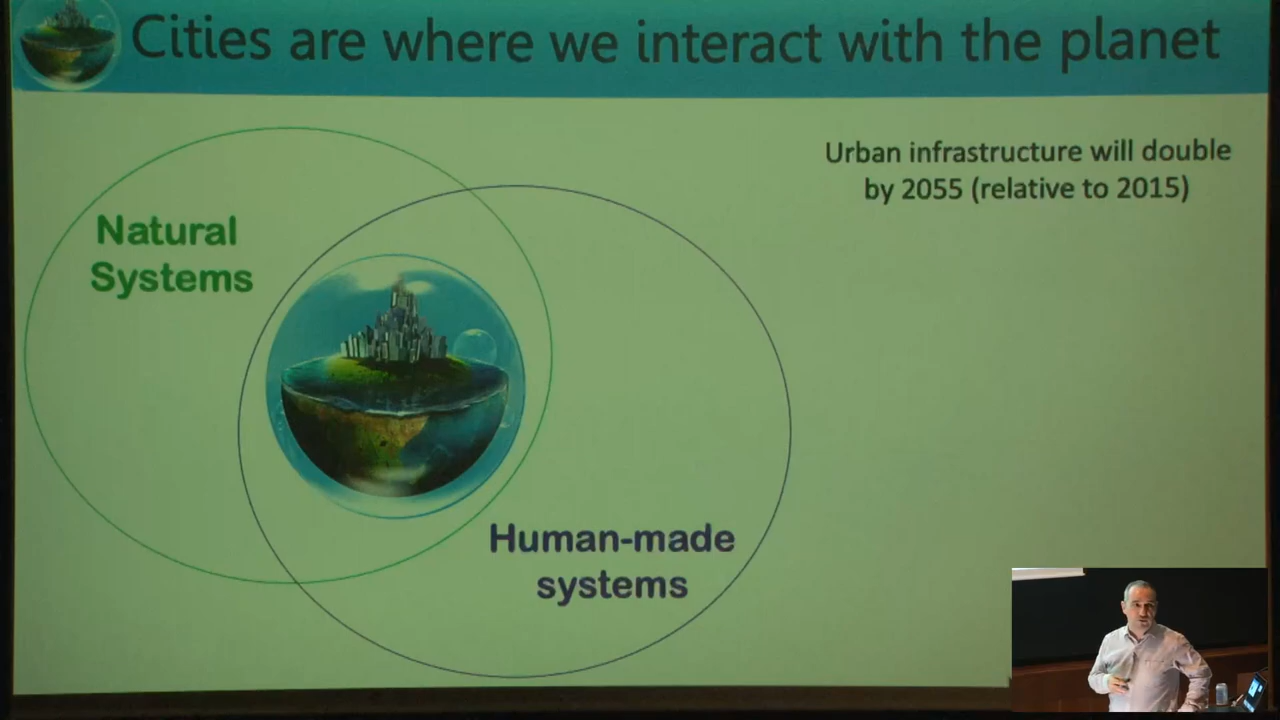 Cities are where we interact with the planet
Urban infrastructure will double
by 2055 (relative to 2015)
Natural
Systems
Human-made
systems